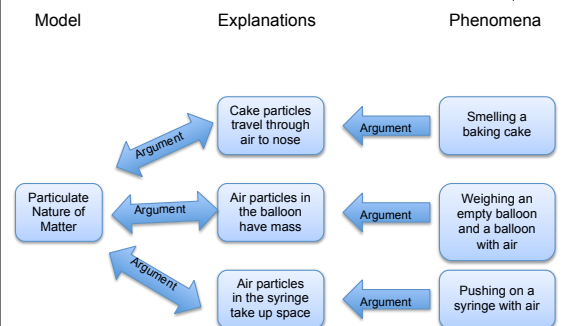 Model Explanations Phenomena
Cake particles
travel through
air to nose
Argument
Argument
Smelling a
baking cake
Particulate
Nature of
Matter
Argument
Air particles in
the balloon
have mass
Argument
Weighing an
empty balloon
and a balloon
with air
Argument
Air particles
in the syringe
take up space
Argument
Pushing on a
syringe with air